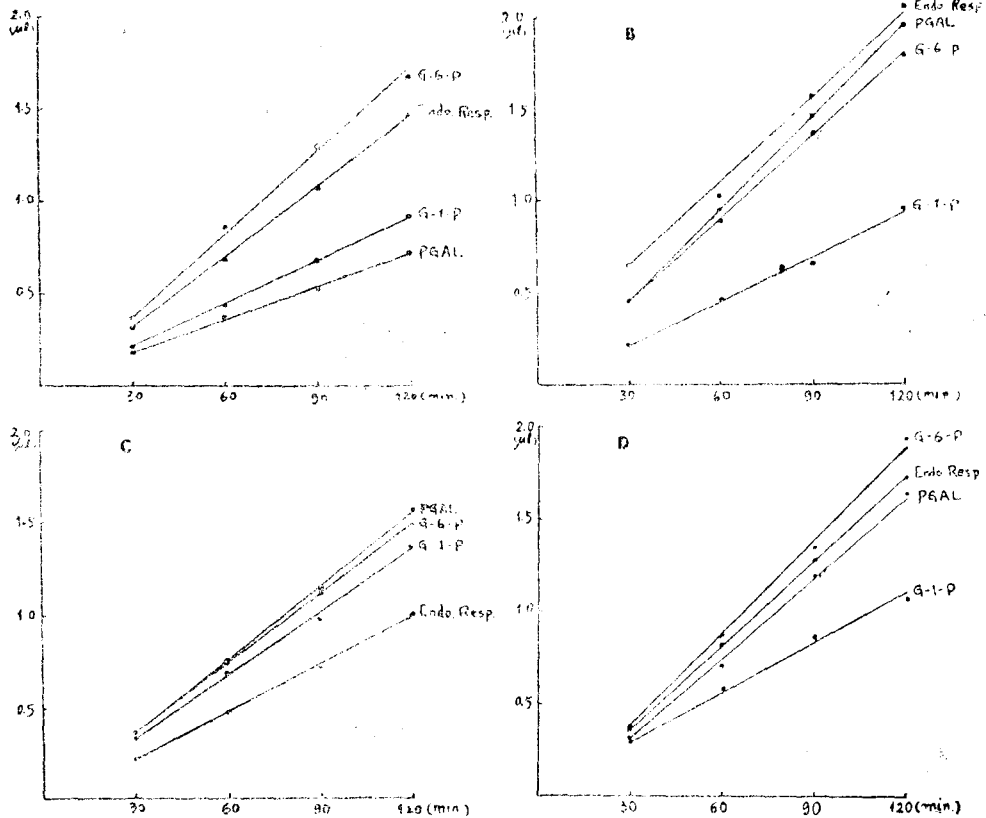 2.0
(µl)
1.5
1.0
0.5
G-6-P
Endo. Resp.
G-1-P
PGAL
30 60 90 120 (min.)
B
2.0
(µl)
1.5
1.0
0.5
Endo Resp
PGAL
G-6-P
G-1-P
30 60 90 120 (min.)
C
2.0
(µl)
1.5
1.0
0.5
PGAL
G-6-P
G-1-P
Endo. Resp.
30 60 90 120 (min.)
D
2.0
(µl)
1.5
1.0
0.5
G-6-P
Endo Resp
PGAL
G-1-P
30 60 90 120 (min.)